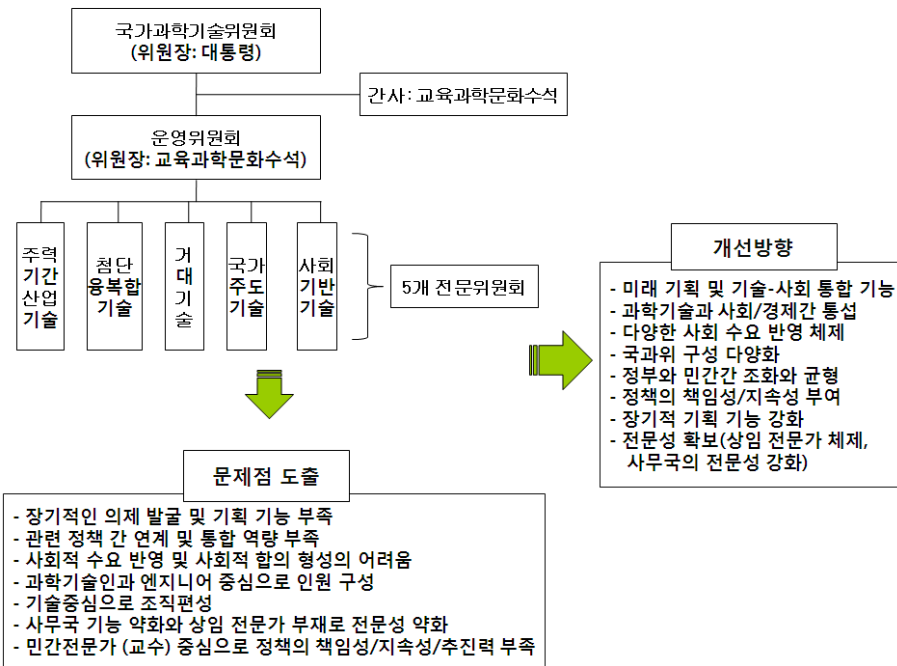 국가과학기술위원회
(위원장: 대통령)
간사: 교육과학문화수석
운영위원회
(위원장: 교육과학문화수석)
주력
기간
산업
기술
첨단
융복합
기술
거
대
기
술
국가
주도
기술
사회
기반
기술
5개 전문위원회
개선방향
- 미래 기획 및 기술-사회 통합 기능
- 과학기술과 사회/경제간 통섭
- 다양한 사회 수요 반영 체제
- 국과위 구성 다양화
- 정부와 민간간 조화와 균형
- 정책의 책임성/지속성 부여
- 장기적 기획 기능 강화
- 전문성 확보(상임 전문가 체제,
사무국의 전문성 강화)
문제점 도출
- 장기적인 의제 발굴 및 기획 기능 부족
- 관련 정책 간 연계 및 통합 역량 부족
- 사회적 수요 반영 및 사회적 합의 형성의 어려움
- 과학기술인과 엔지니어 중심으로 인원 구성
- 기술중심으로 조직편성
- 사무국 기능 약화와 상임 전문가 부재로 전문성 약화
- 민간전문가 (교수) 중심으로 정책의 책임성/지속성/추진력 부족